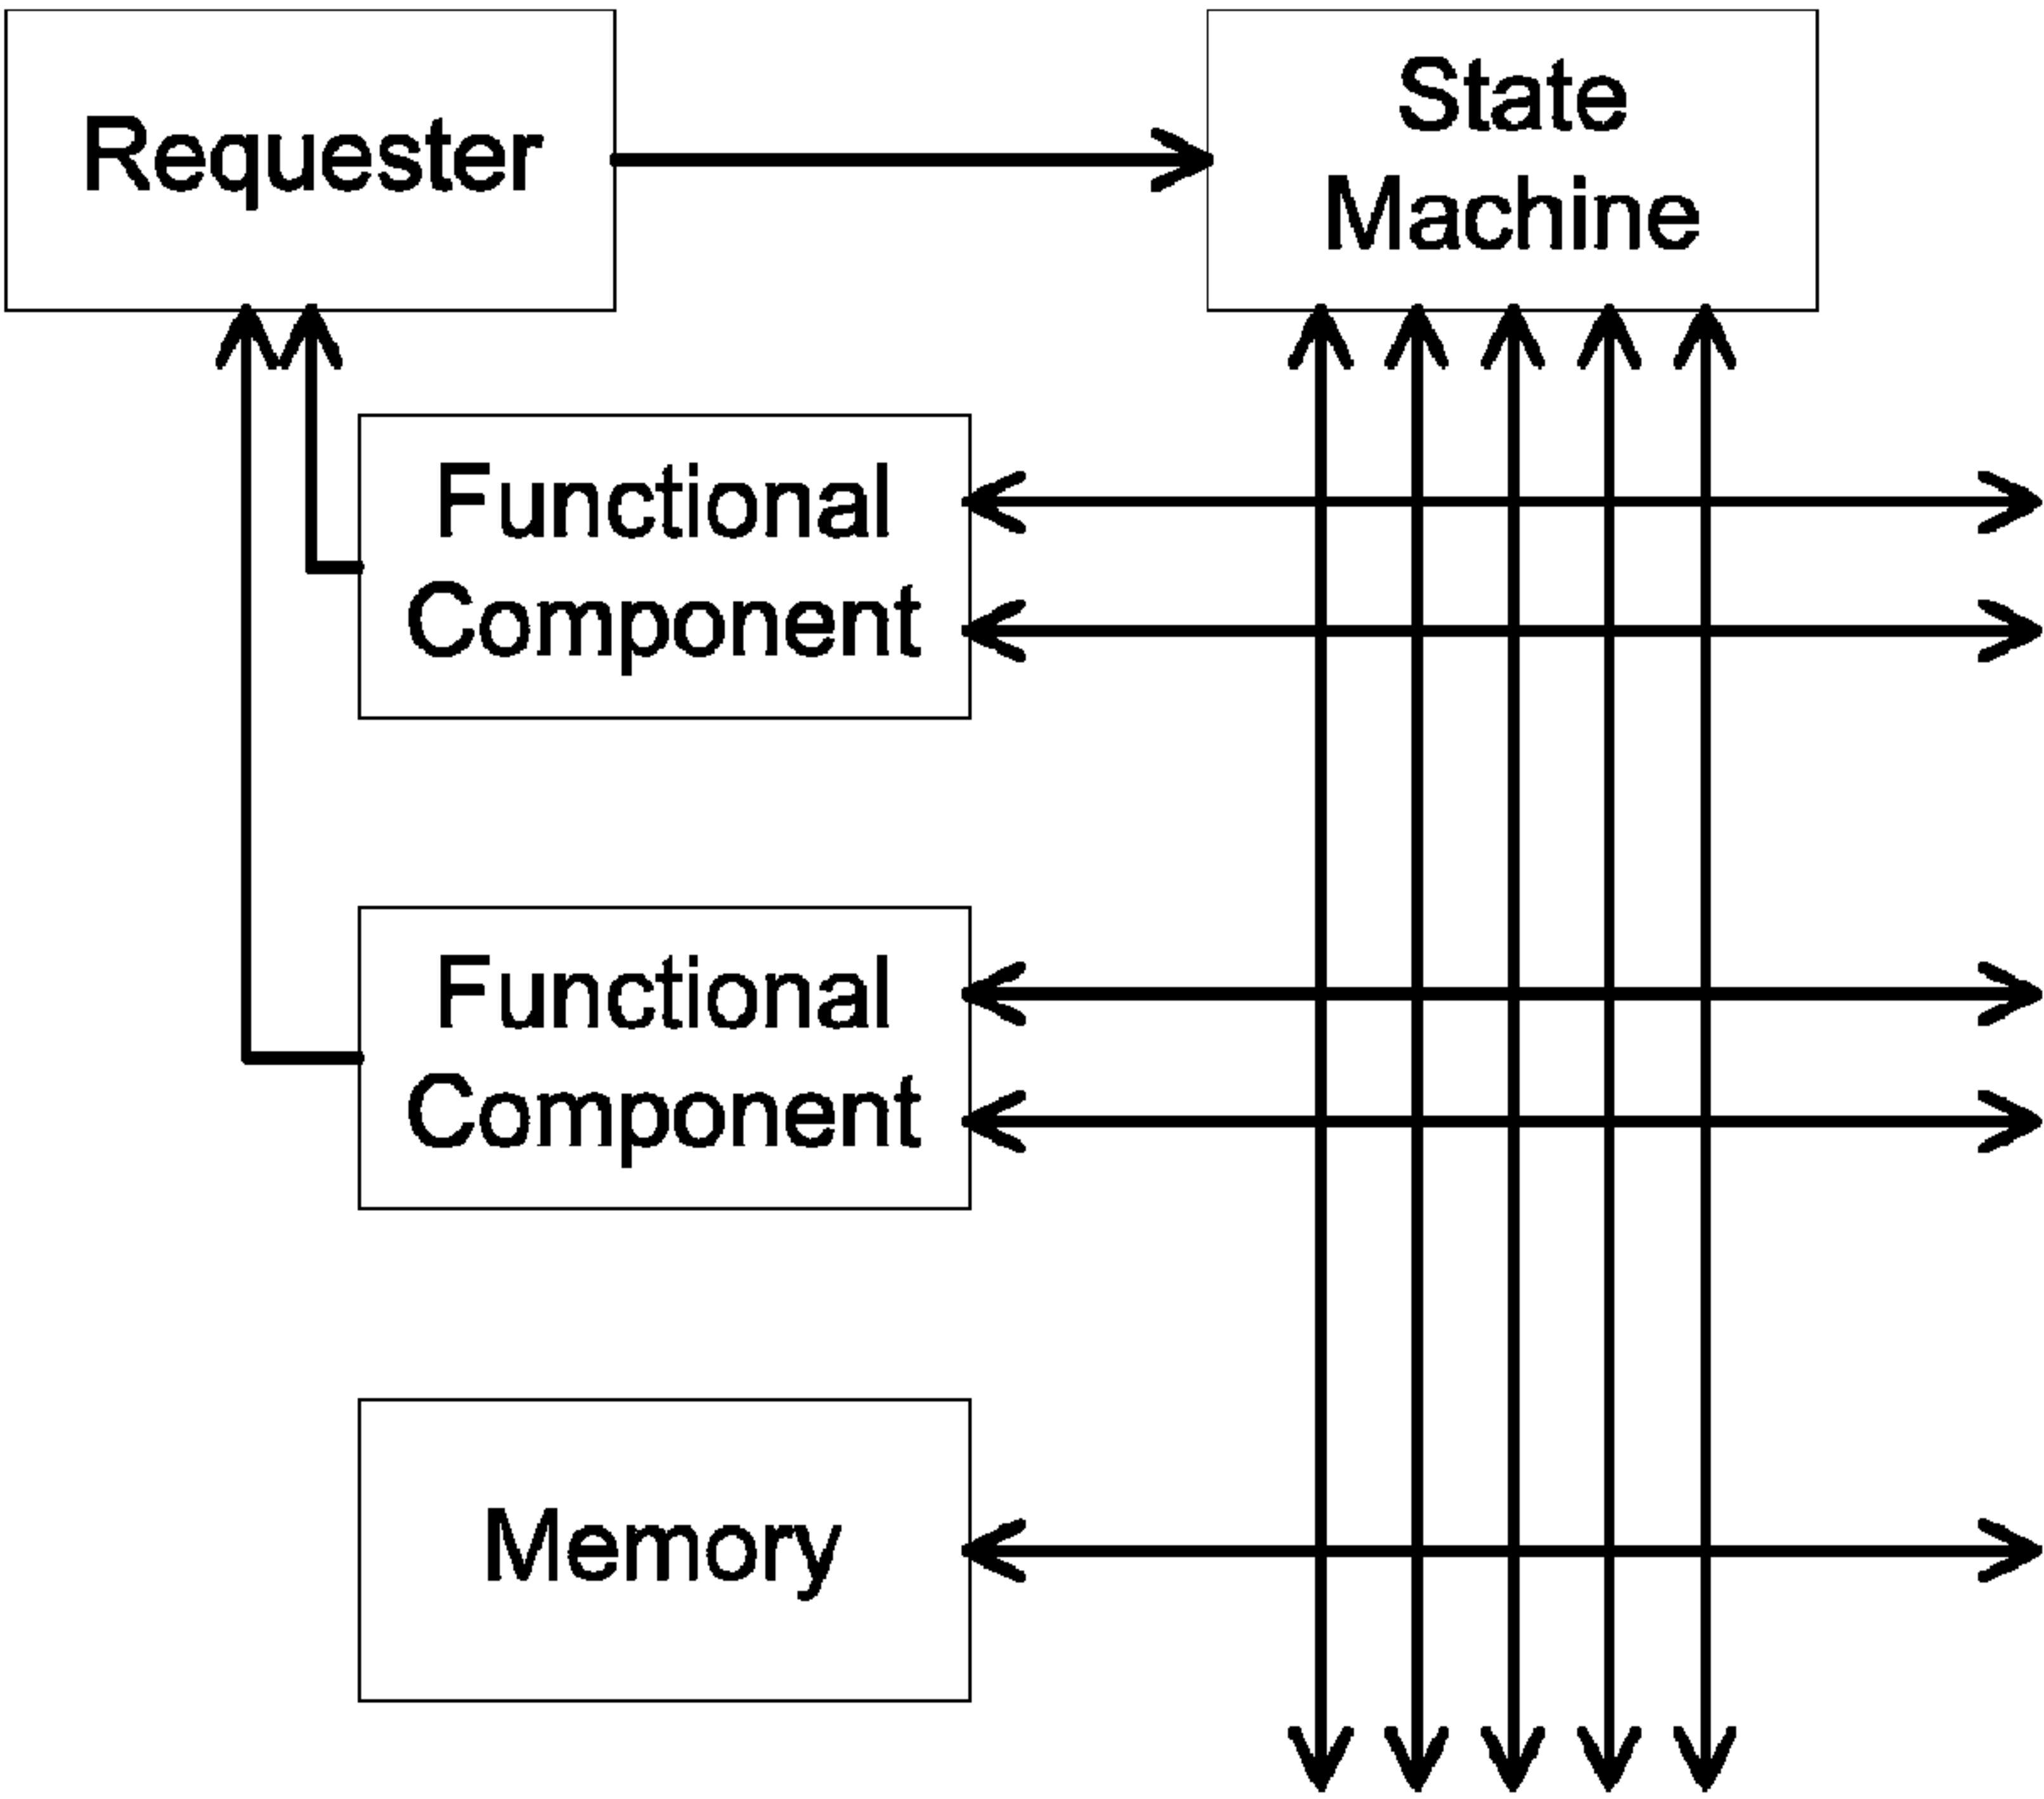 Requester
State
Machine
Functional
Component
Functional
Component
Memory